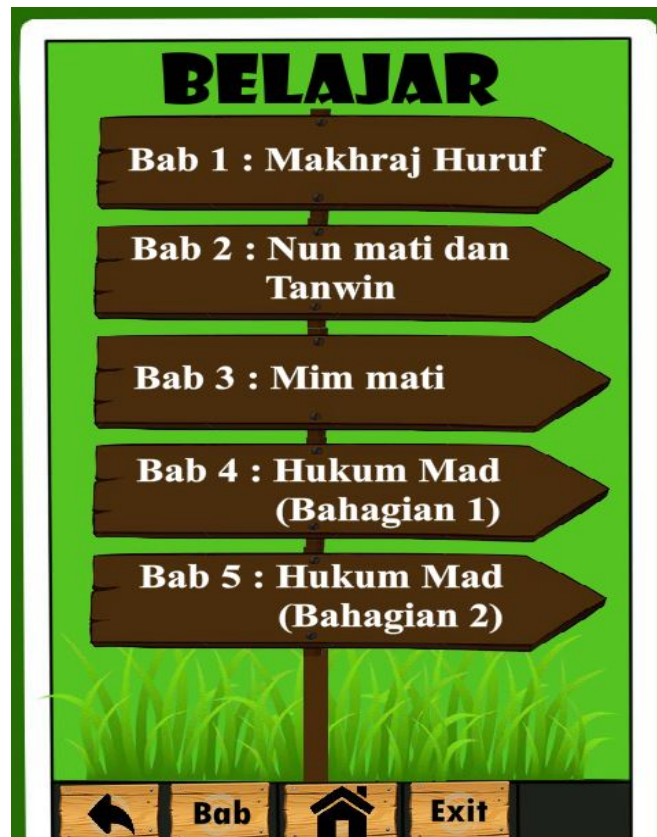 BELAJAR
Bab 1 : Makhraj Huruf
Bab 2 : Nun mati dan
Tanwin
Bab 3 : Mim mati
Bab 4 : Hukum Mad
(Bahagian 1)
Bab 5 : Hukum Mad
(Bahagian 2)
Bab
Exit